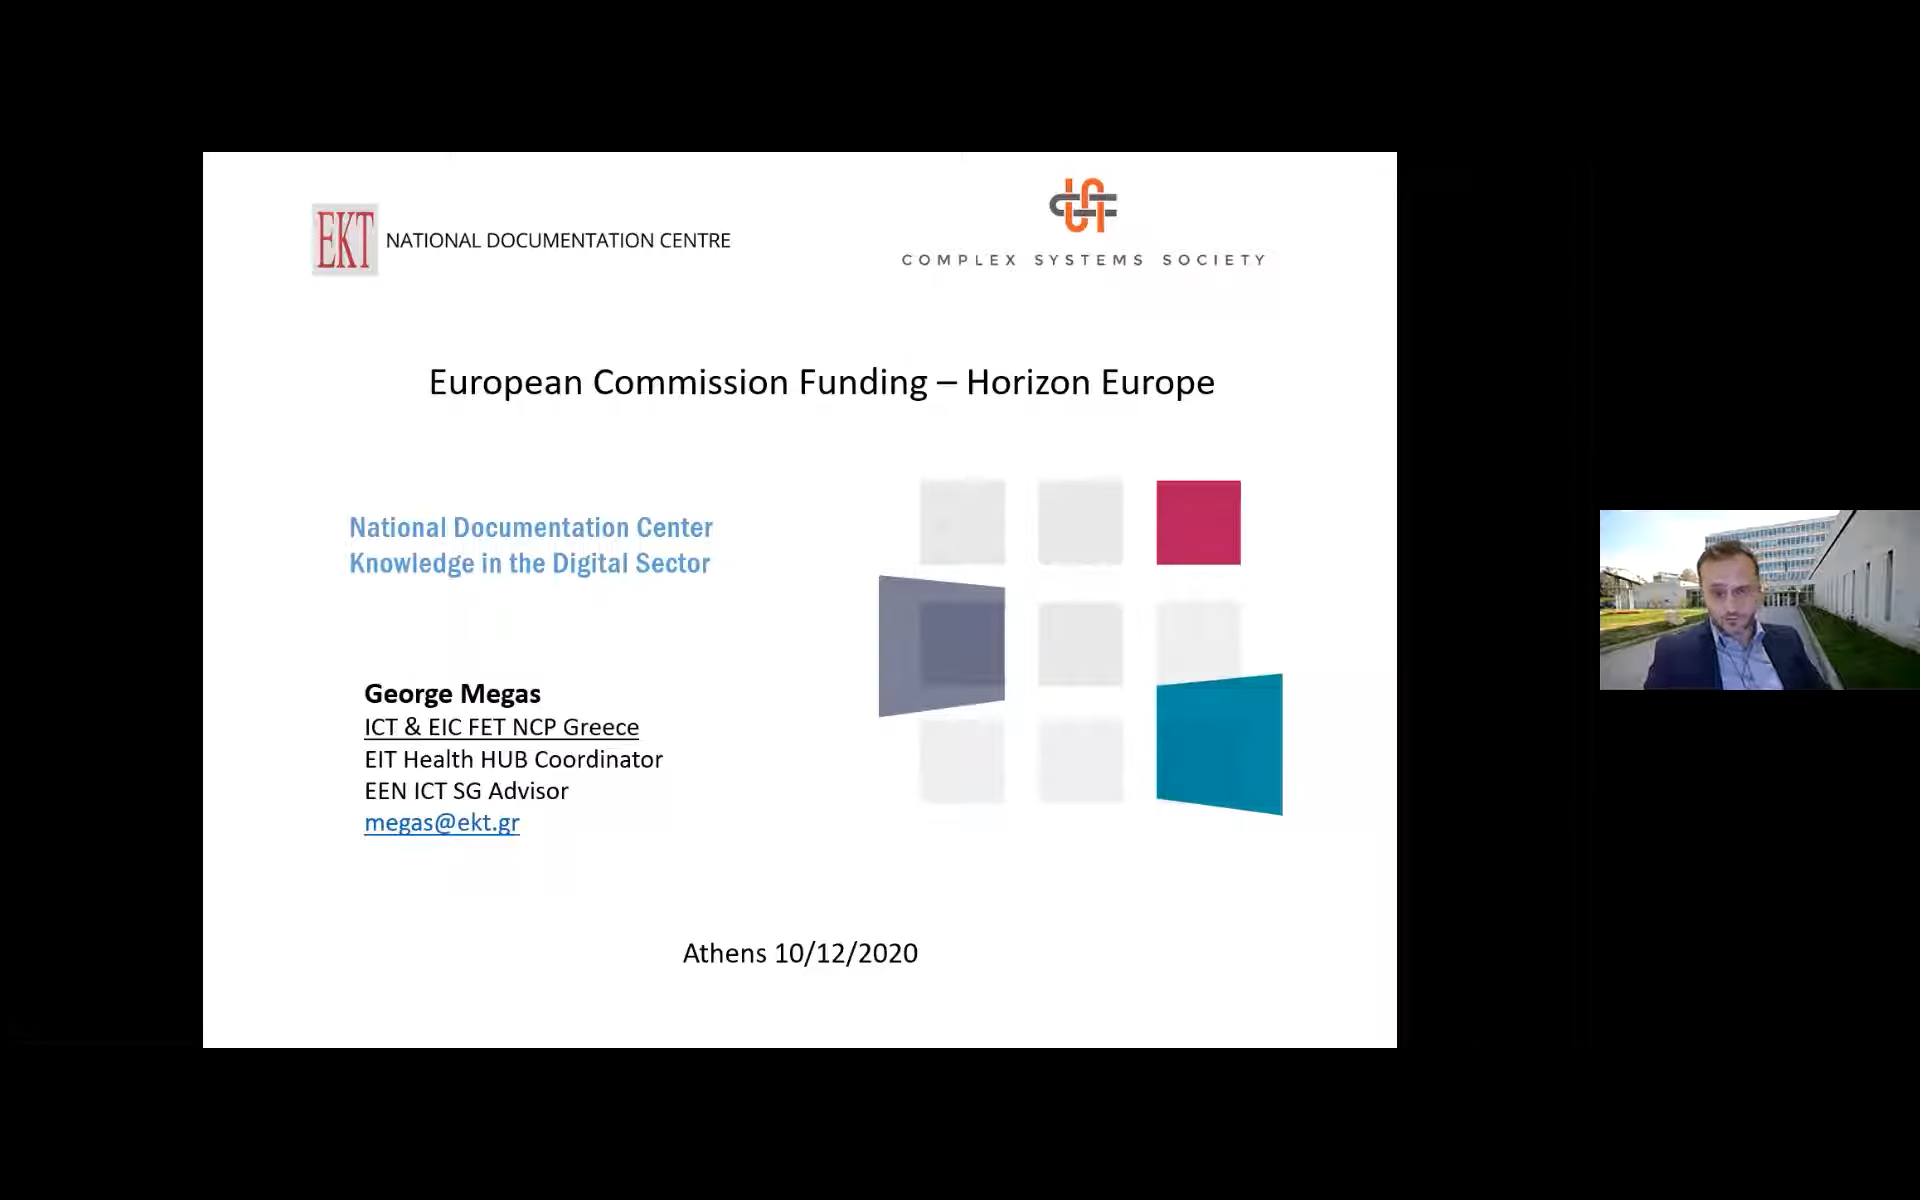 EKT NATIONAL DOCUMENTATION CENTRE
COMPLEX SYSTEMS SOCIETY
European Commission Funding – Horizon Europe
National Documentation Center
Knowledge in the Digital Sector
George Megas
ICT & EIC FET NCP Greece
EIT Health HUB Coordinator
EEN ICT SG Advisor
megas@ekt.gr
Athens 10/12/2020